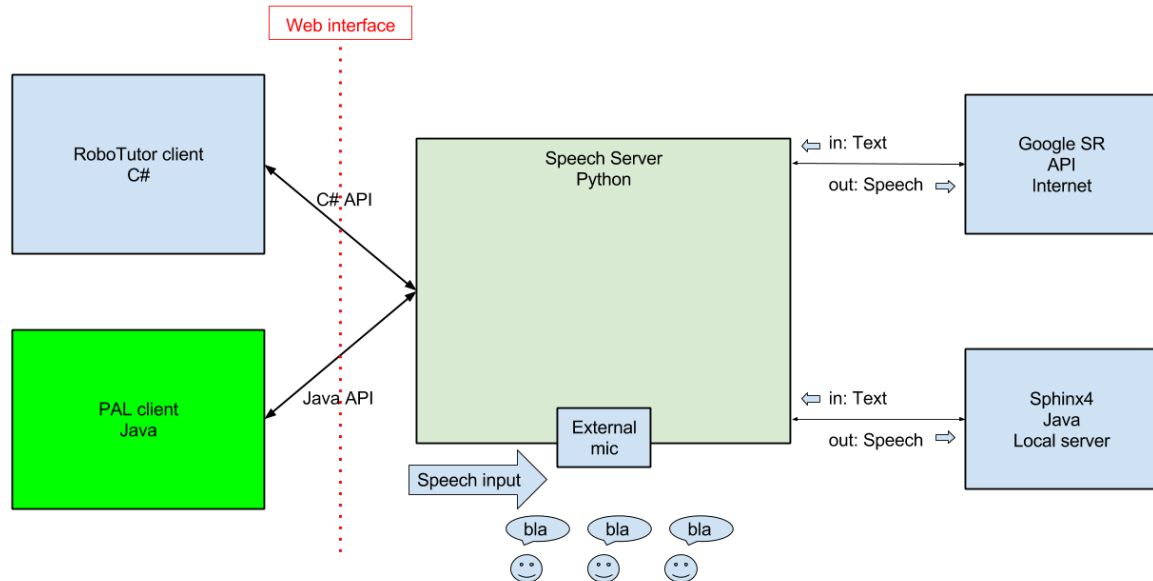 Web interface
RoboTutor client
C#
C# API
Speech Server
Python
in: Text
out: Speech
Google SR
API
Internet
PAL client
Java
Java API
External
mic
Speech input
in: Text
out: Speech
Sphinx4
Java
Local server
bla
bla
bla